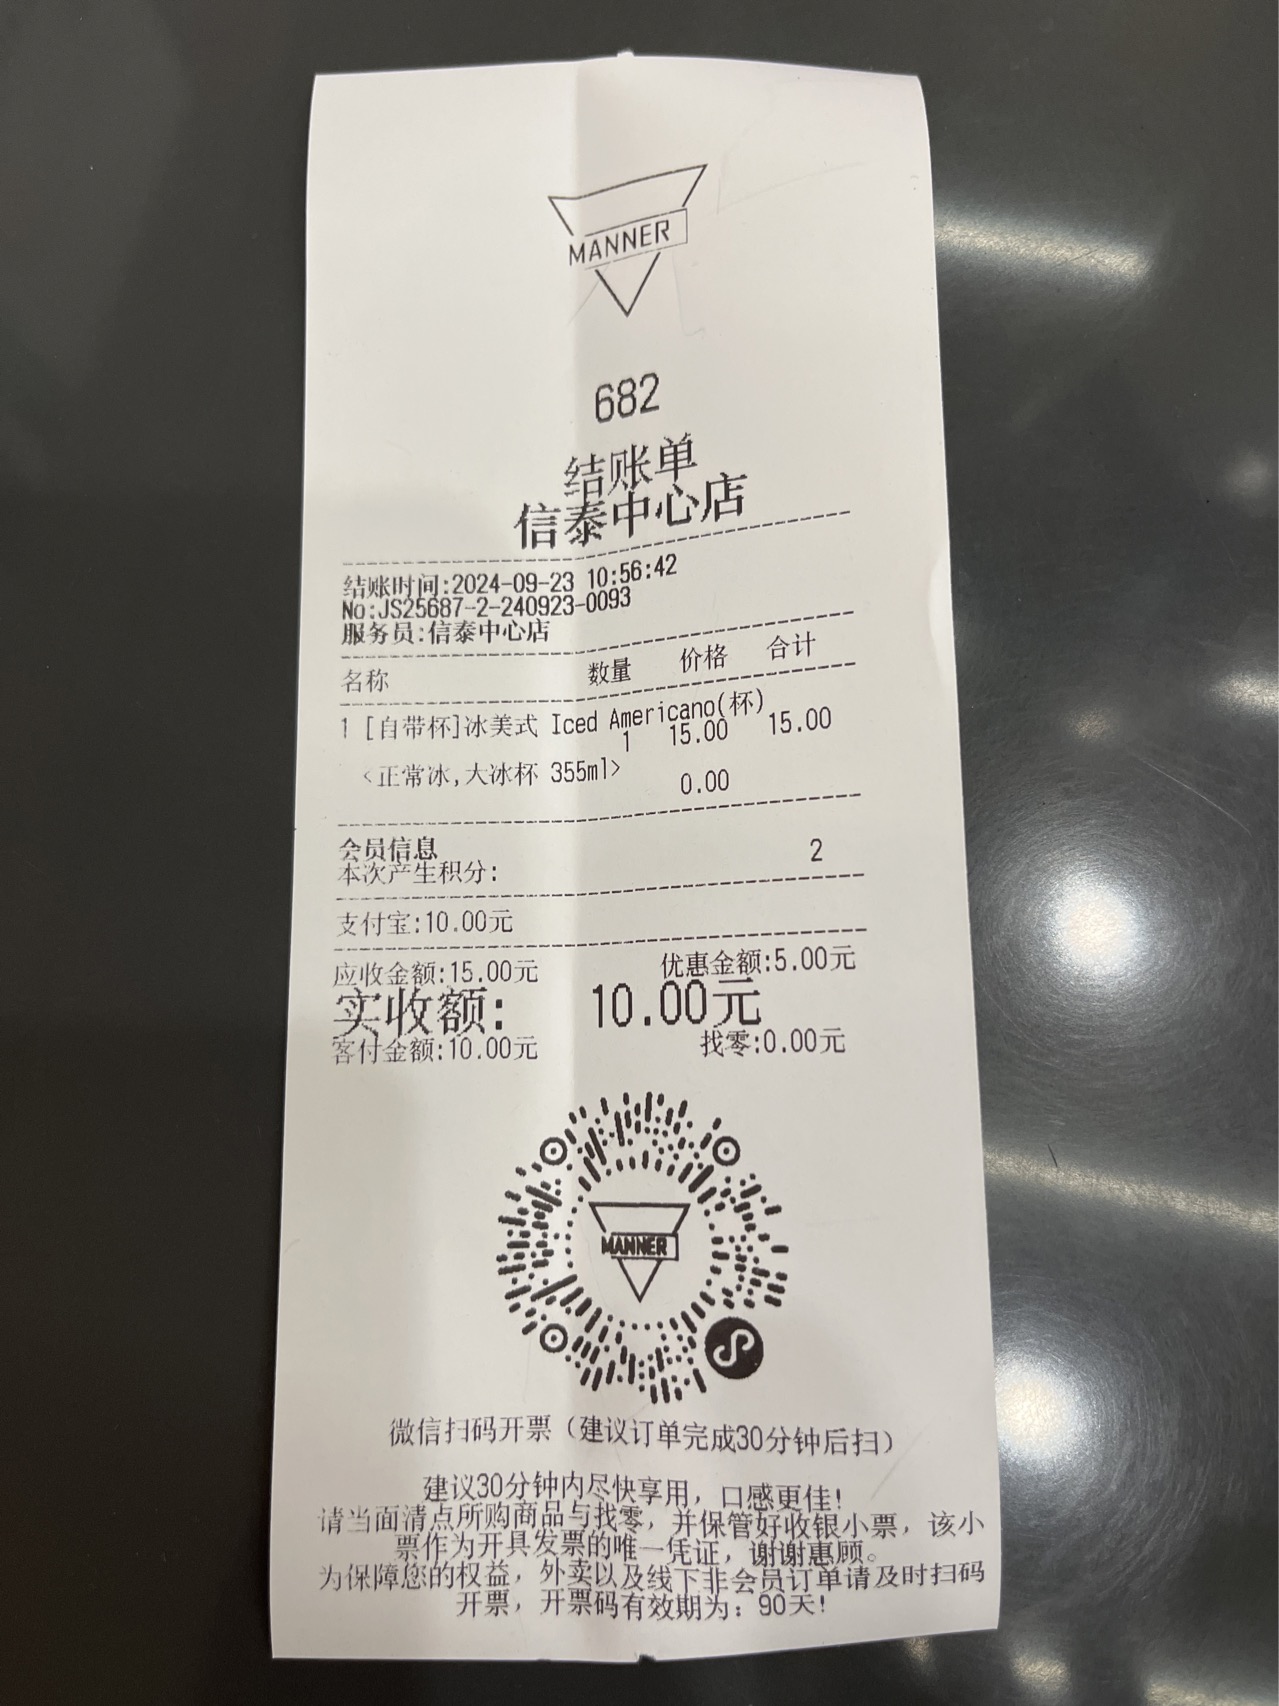 MANNER
682
结账单
信泰中心店
结账时间:2024-09-23 10:56:42
No:JS25687-2-240923-0093
服务员:信泰中心店
名称 数量 价格 合计
1 [自带杯]冰美式 Iced Americano(杯)
1 15.00 15.00
<正常冰,大冰杯 355ml>
0.00
会员信息
本次产生积分: 2
支付宝:10.00元
应收金额:15.00元 优惠金额:5.00元
实收额: 10.00元
客付金额:10.00元 找零:0.00元
MANNER
微信扫码开票（建议订单完成30分钟后扫）
建议30分钟内尽快享用，口感更佳!
请当面清点所购商品与找零，并保管好收银小票，该小
票作为开具发票的唯一凭证，谢谢惠顾。
为保障您的权益，外卖以及线下非会员订单请及时扫码
开票，开票码有效期为：90天!